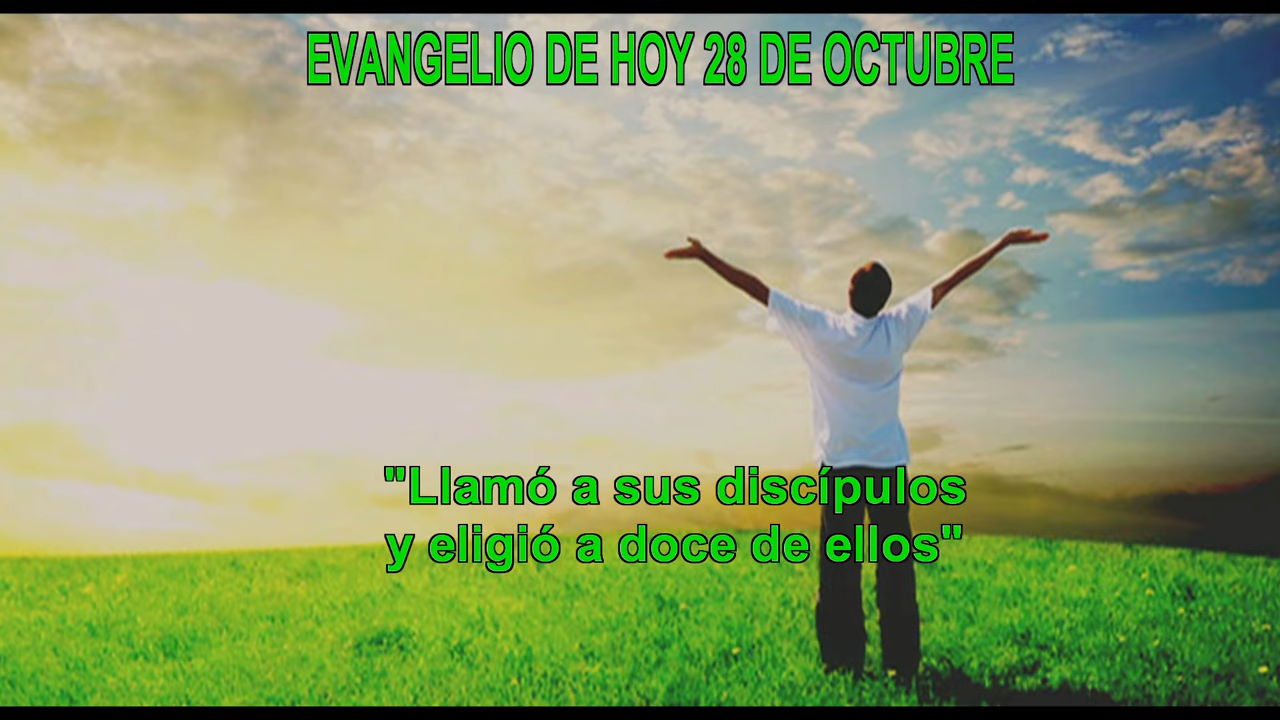 EVANGELIO DE HOY 28 DE OCTUBRE
"Llamó a sus discípulos
y eligió a doce de ellos"